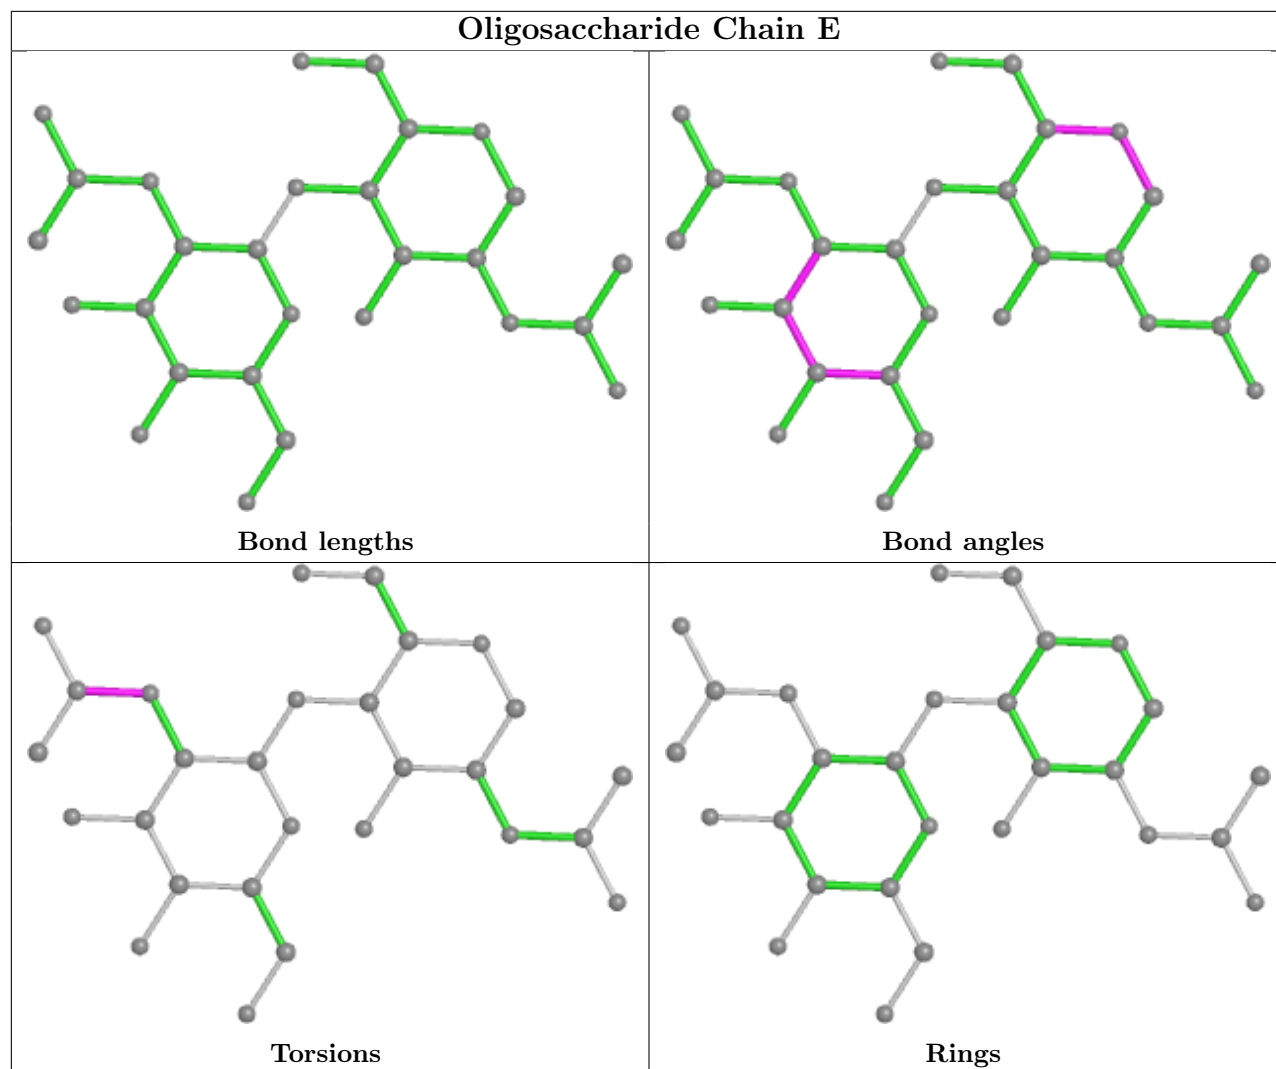 Oligosaccharide Chain E
Bond lengths
Bond angles
Torsions
Rings